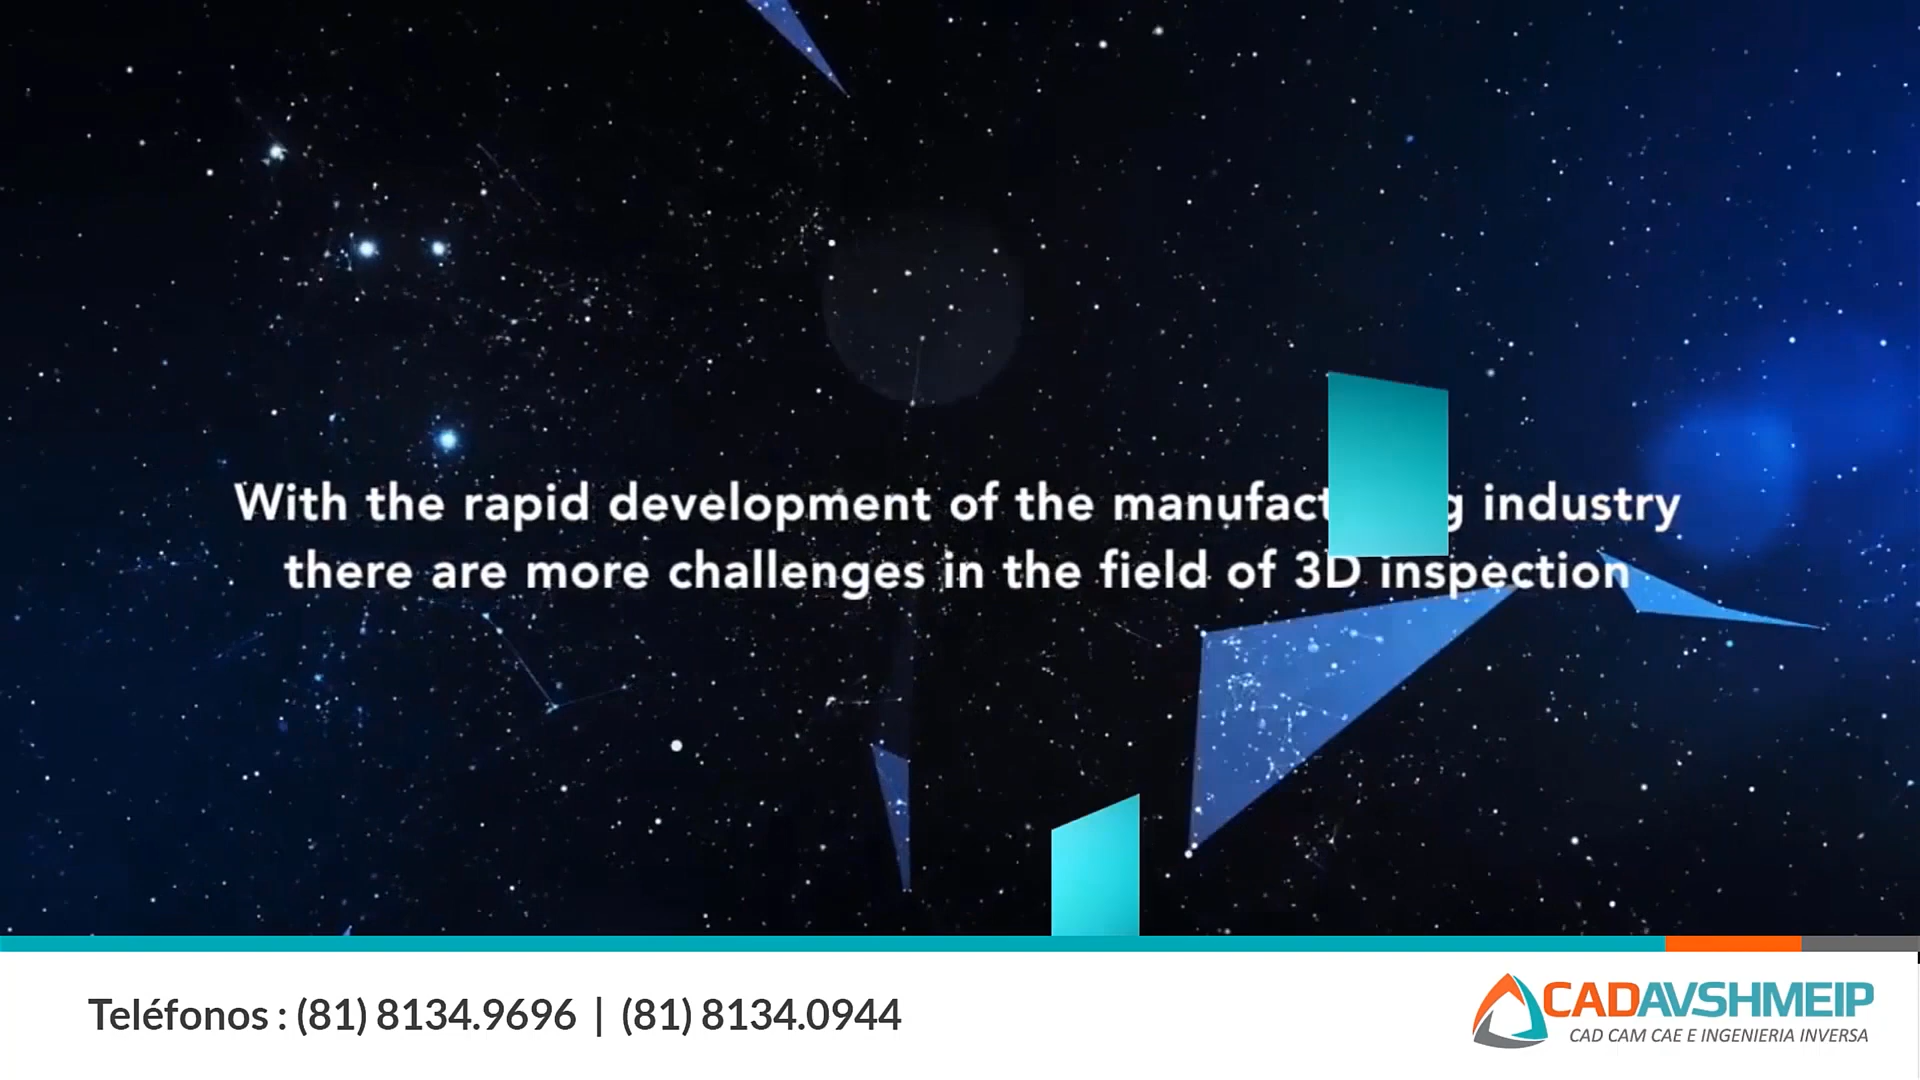 With the rapid development of the industry
there are more challenges in the field of 3D inspection
Teléfonos : (81) 8134.9696 | (81) 8134.0944
CADAVSHMEIP
CAD CAM CAE E INGENIERIA INVERSA